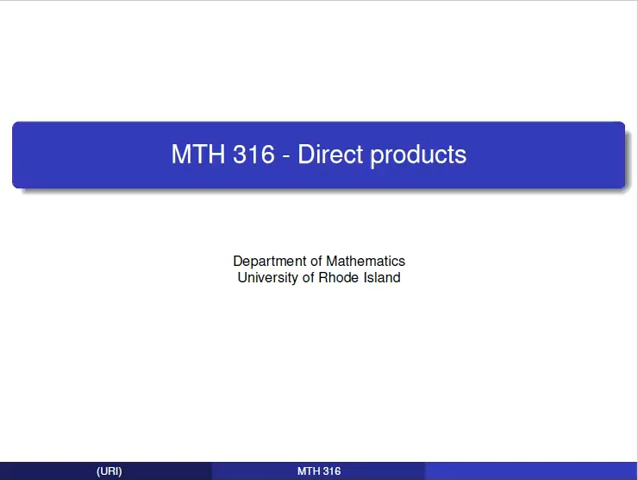 MTH 316 - Direct products
Department of Mathematics
University of Rhode Island
(URI)
MTH 316